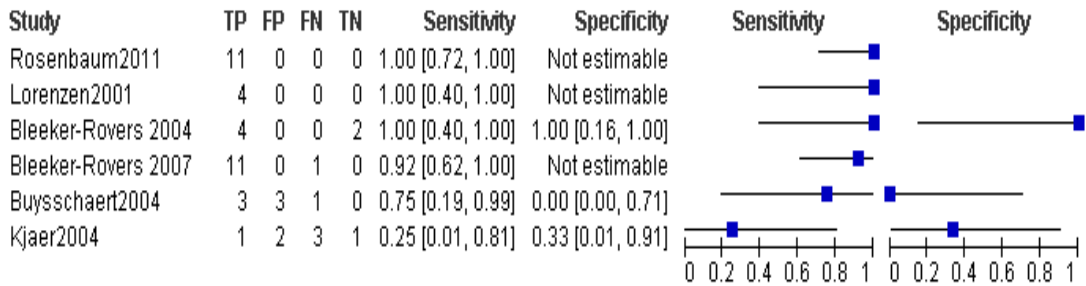 Study TP FP FN TN Sensitivity Specificity Sensitivity Specificity
Rosenbaum2011 11 0 0 0 1.00 [0.72, 1.00] Not estimable
Lorenzen2001 4 0 0 0 1.00 [0.40, 1.00] Not estimable
Bleeker-Rovers 2004 4 0 0 2 1.00 [0.40, 1.00] 1.00 [0.16, 1.00]
Bleeker-Rovers 2007 11 0 1 0 0.92 [0.62, 1.00] Not estimable
Buysschaert2004 3 3 1 0 0.75 [0.19, 0.99] 0.00 [0.00, 0.71]
Kjaer2004 1 2 3 1 0.25 [0.01, 0.81] 0.33 [0.01, 0.91]
0 0.2 0.4 0.6 0.8 1 0 0.2 0.4 0.6 0.8 1